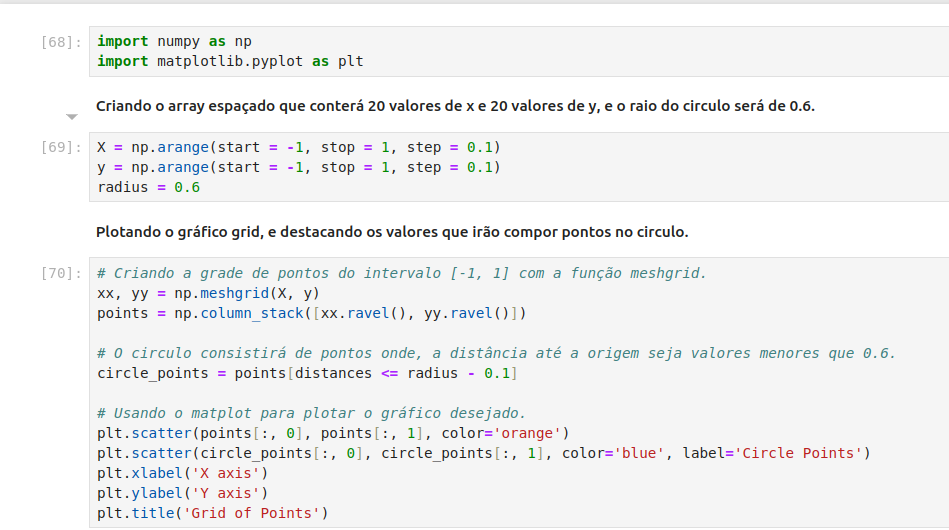 [68]: import numpy as np
import matplotlib.pyplot as plt
Criando o array espaçado que conterá 20 valores de x e 20 valores de y, e o raio do circulo será de 0.6.
[69]: X = np.arange(start = -1, stop = 1, step = 0.1)
y = np.arange(start = -1, stop = 1, step = 0.1)
radius = 0.6
Plotando o gráfico grid, e destacando os valores que irão compor pontos no circulo.
[70]: # Criando a grade de pontos do intervalo [-1, 1] com a função meshgrid.
xx, yy = np.meshgrid(X, y)
points = np.column_stack([xx.ravel(), yy.ravel()])
# O circulo consistirá de pontos onde, a distância até a origem seja valores menores que 0.6.
circle_points = points[distances <= radius - 0.1]
# Usando o matplot para plotar o gráfico desejado.
plt.scatter(points[:, 0], points[:, 1], color='orange')
plt.scatter(circle_points[:, 0], circle_points[:, 1], color='blue', label='Circle Points')
plt.xlabel('X axis')
plt.ylabel('Y axis')
plt.title('Grid of Points')